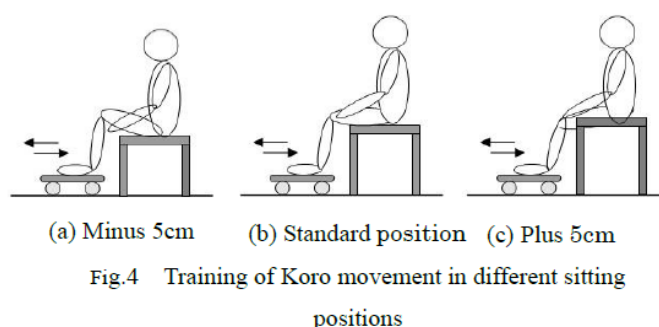 (a) Minus 5cm (b) Standard position (c) Plus 5cm
Fig.4 Training of Koro movement in different sitting
positions